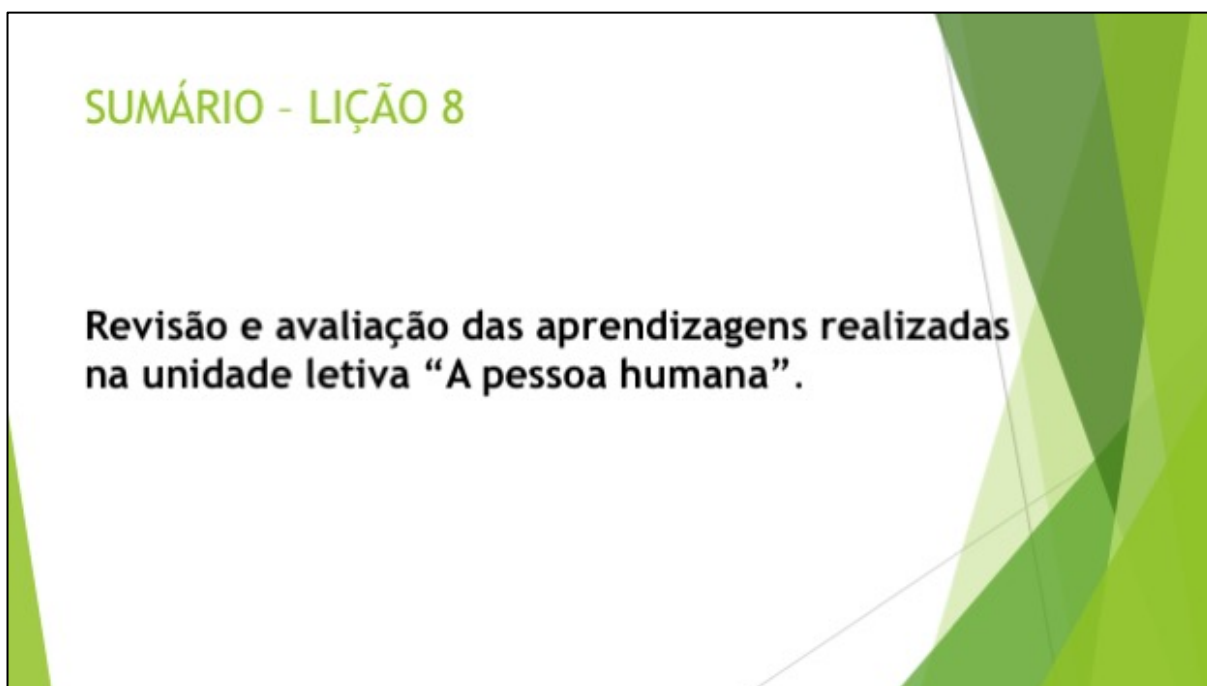 SUMÁRIO – LIÇÃO 8
Revisão e avaliação das aprendizagens realizadas
na unidade letiva “A pessoa humana”.